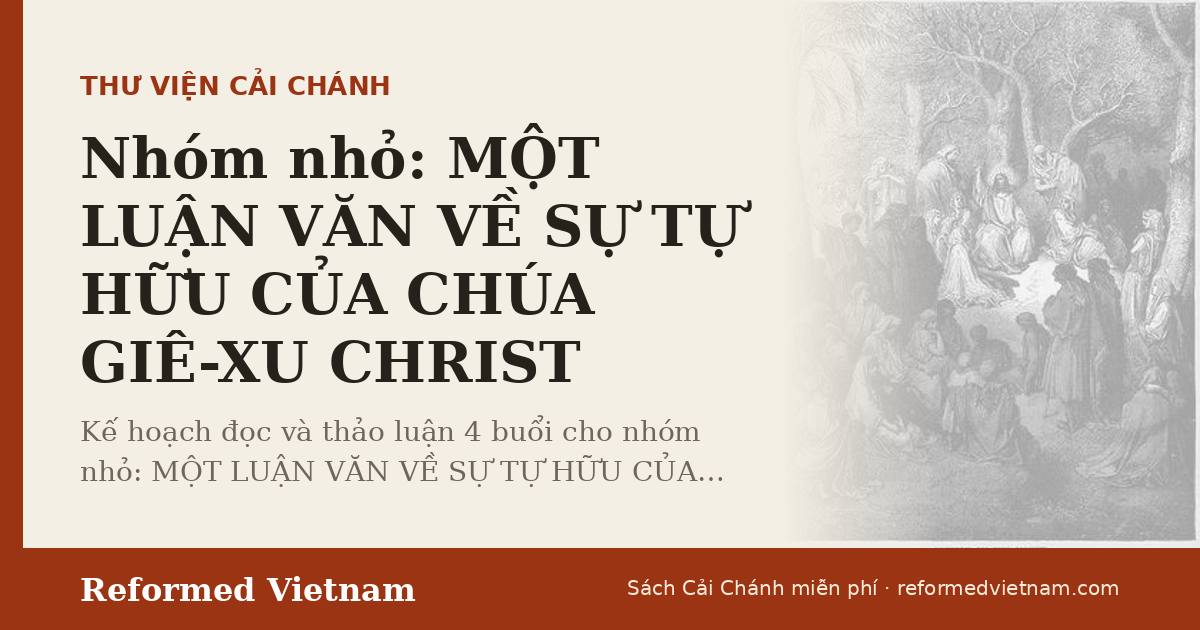 THƯ VIỆN CẢI CHÁNH
Nhóm nhỏ: MỘT
LUẬN VĂN VỀ SỰ TỰ
HỮU CỦA CHÚA
GIÊ-XU CHRIST
Kế hoạch đọc và thảo luận 4 buổi cho nhóm
nhỏ: MỘT LUẬN VĂN VỀ SỰ TỰ HỮU CỦA...
Reformed Vietnam
Sách Cải Chánh miễn phí · reformedvietnam.com